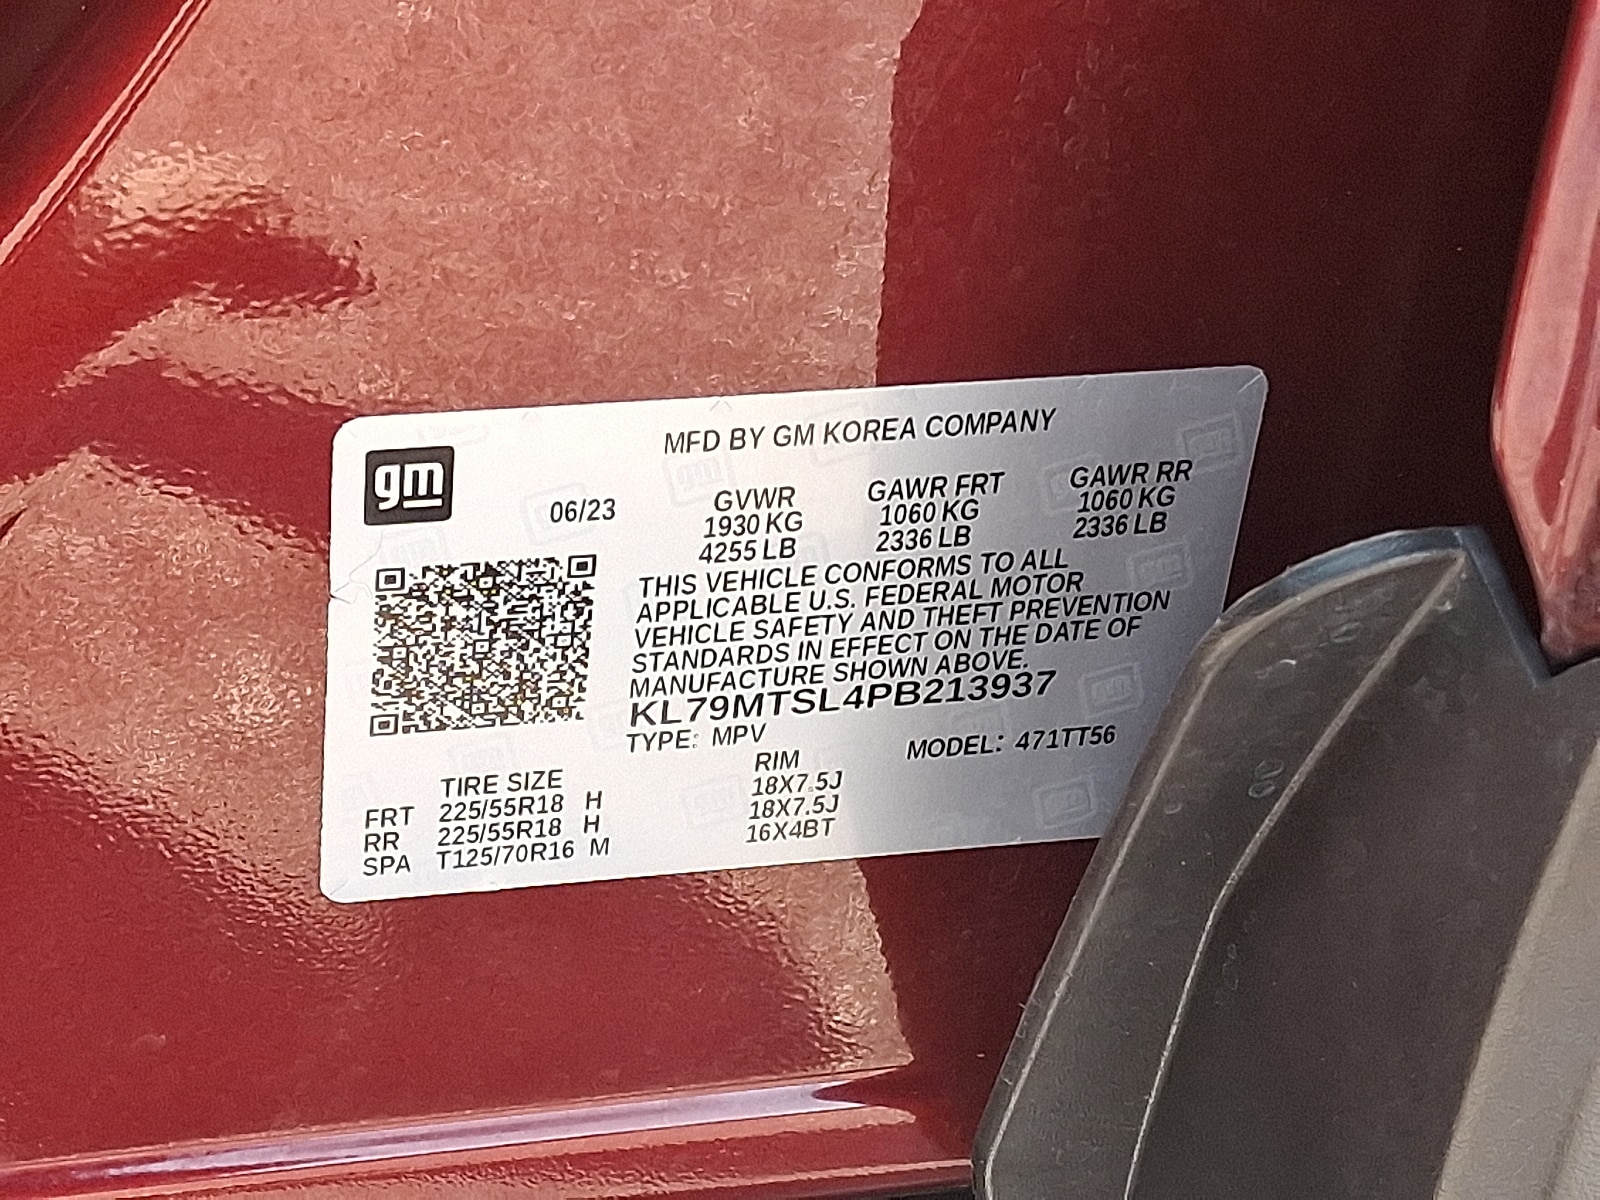 MFD BY GM KOREA COMPANY
gm
06/23
GVWR GAWR FRT GAWR RR
1930 KG 1060 KG 1060 KG
4255 LB 2336 LB 2336 LB
THIS VEHICLE CONFORMS TO ALL
APPLICABLE U.S. FEDERAL MOTOR
VEHICLE SAFETY AND THEFT PREVENTION
STANDARDS IN EFFECT ON THE DATE OF
MANUFACTURE SHOWN ABOVE.
KL79MTSL4PB213937
TYPE: MPV MODEL: 471TT56
TIRE SIZE RIM
FRT 225/55R18 H 18X7.5J
RR 225/55R18 H 18X7.5J
SPA T125/70R16 M 16X4BT